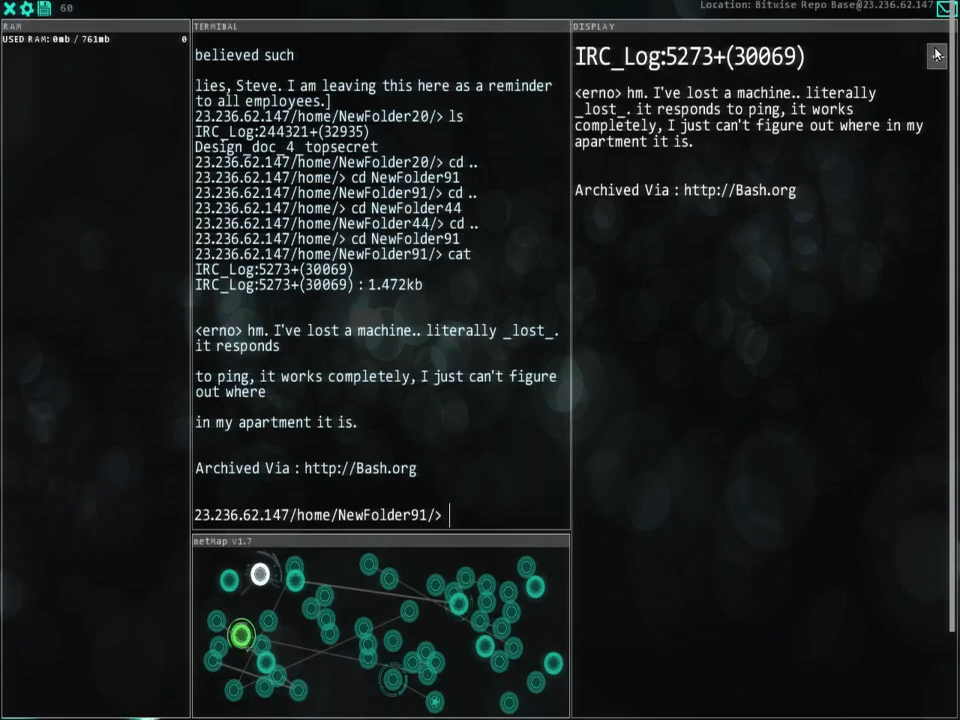 60
Location: Bitwise Repo Base@23.236.62.147
RAM
USED RAM: 0mb / 761mb 0
TERMINAL
believed such
lies, Steve. I am leaving this here as a reminder
to all employees.]
23.236.62.147/home/NewFolder20/> ls
IRC_Log:244321+(32935)
Design_doc_4_topsecret
23.236.62.147/home/NewFolder20/> cd ..
23.236.62.147/home/> cd NewFolder91
23.236.62.147/home/NewFolder91/> cd ..
23.236.62.147/home/> cd NewFolder44
23.236.62.147/home/NewFolder44/> cd ..
23.236.62.147/home/> cd NewFolder91
23.236.62.147/home/NewFolder91/> cat
IRC_Log:5273+(30069)
IRC_Log:5273+(30069) : 1.472kb
<erno> hm. I've lost a machine.. literally _lost_.
it responds
to ping, it works completely, I just can't figure
out where
in my apartment it is.
Archived Via : http://Bash.org
23.236.62.147/home/NewFolder91/>
netMap v1.7
DISPLAY
IRC_Log:5273+(30069)
<erno> hm. I've lost a machine.. literally
_lost_. it responds to ping, it works
completely, I just can't figure out where in my
apartment it is.
Archived Via : http://Bash.org